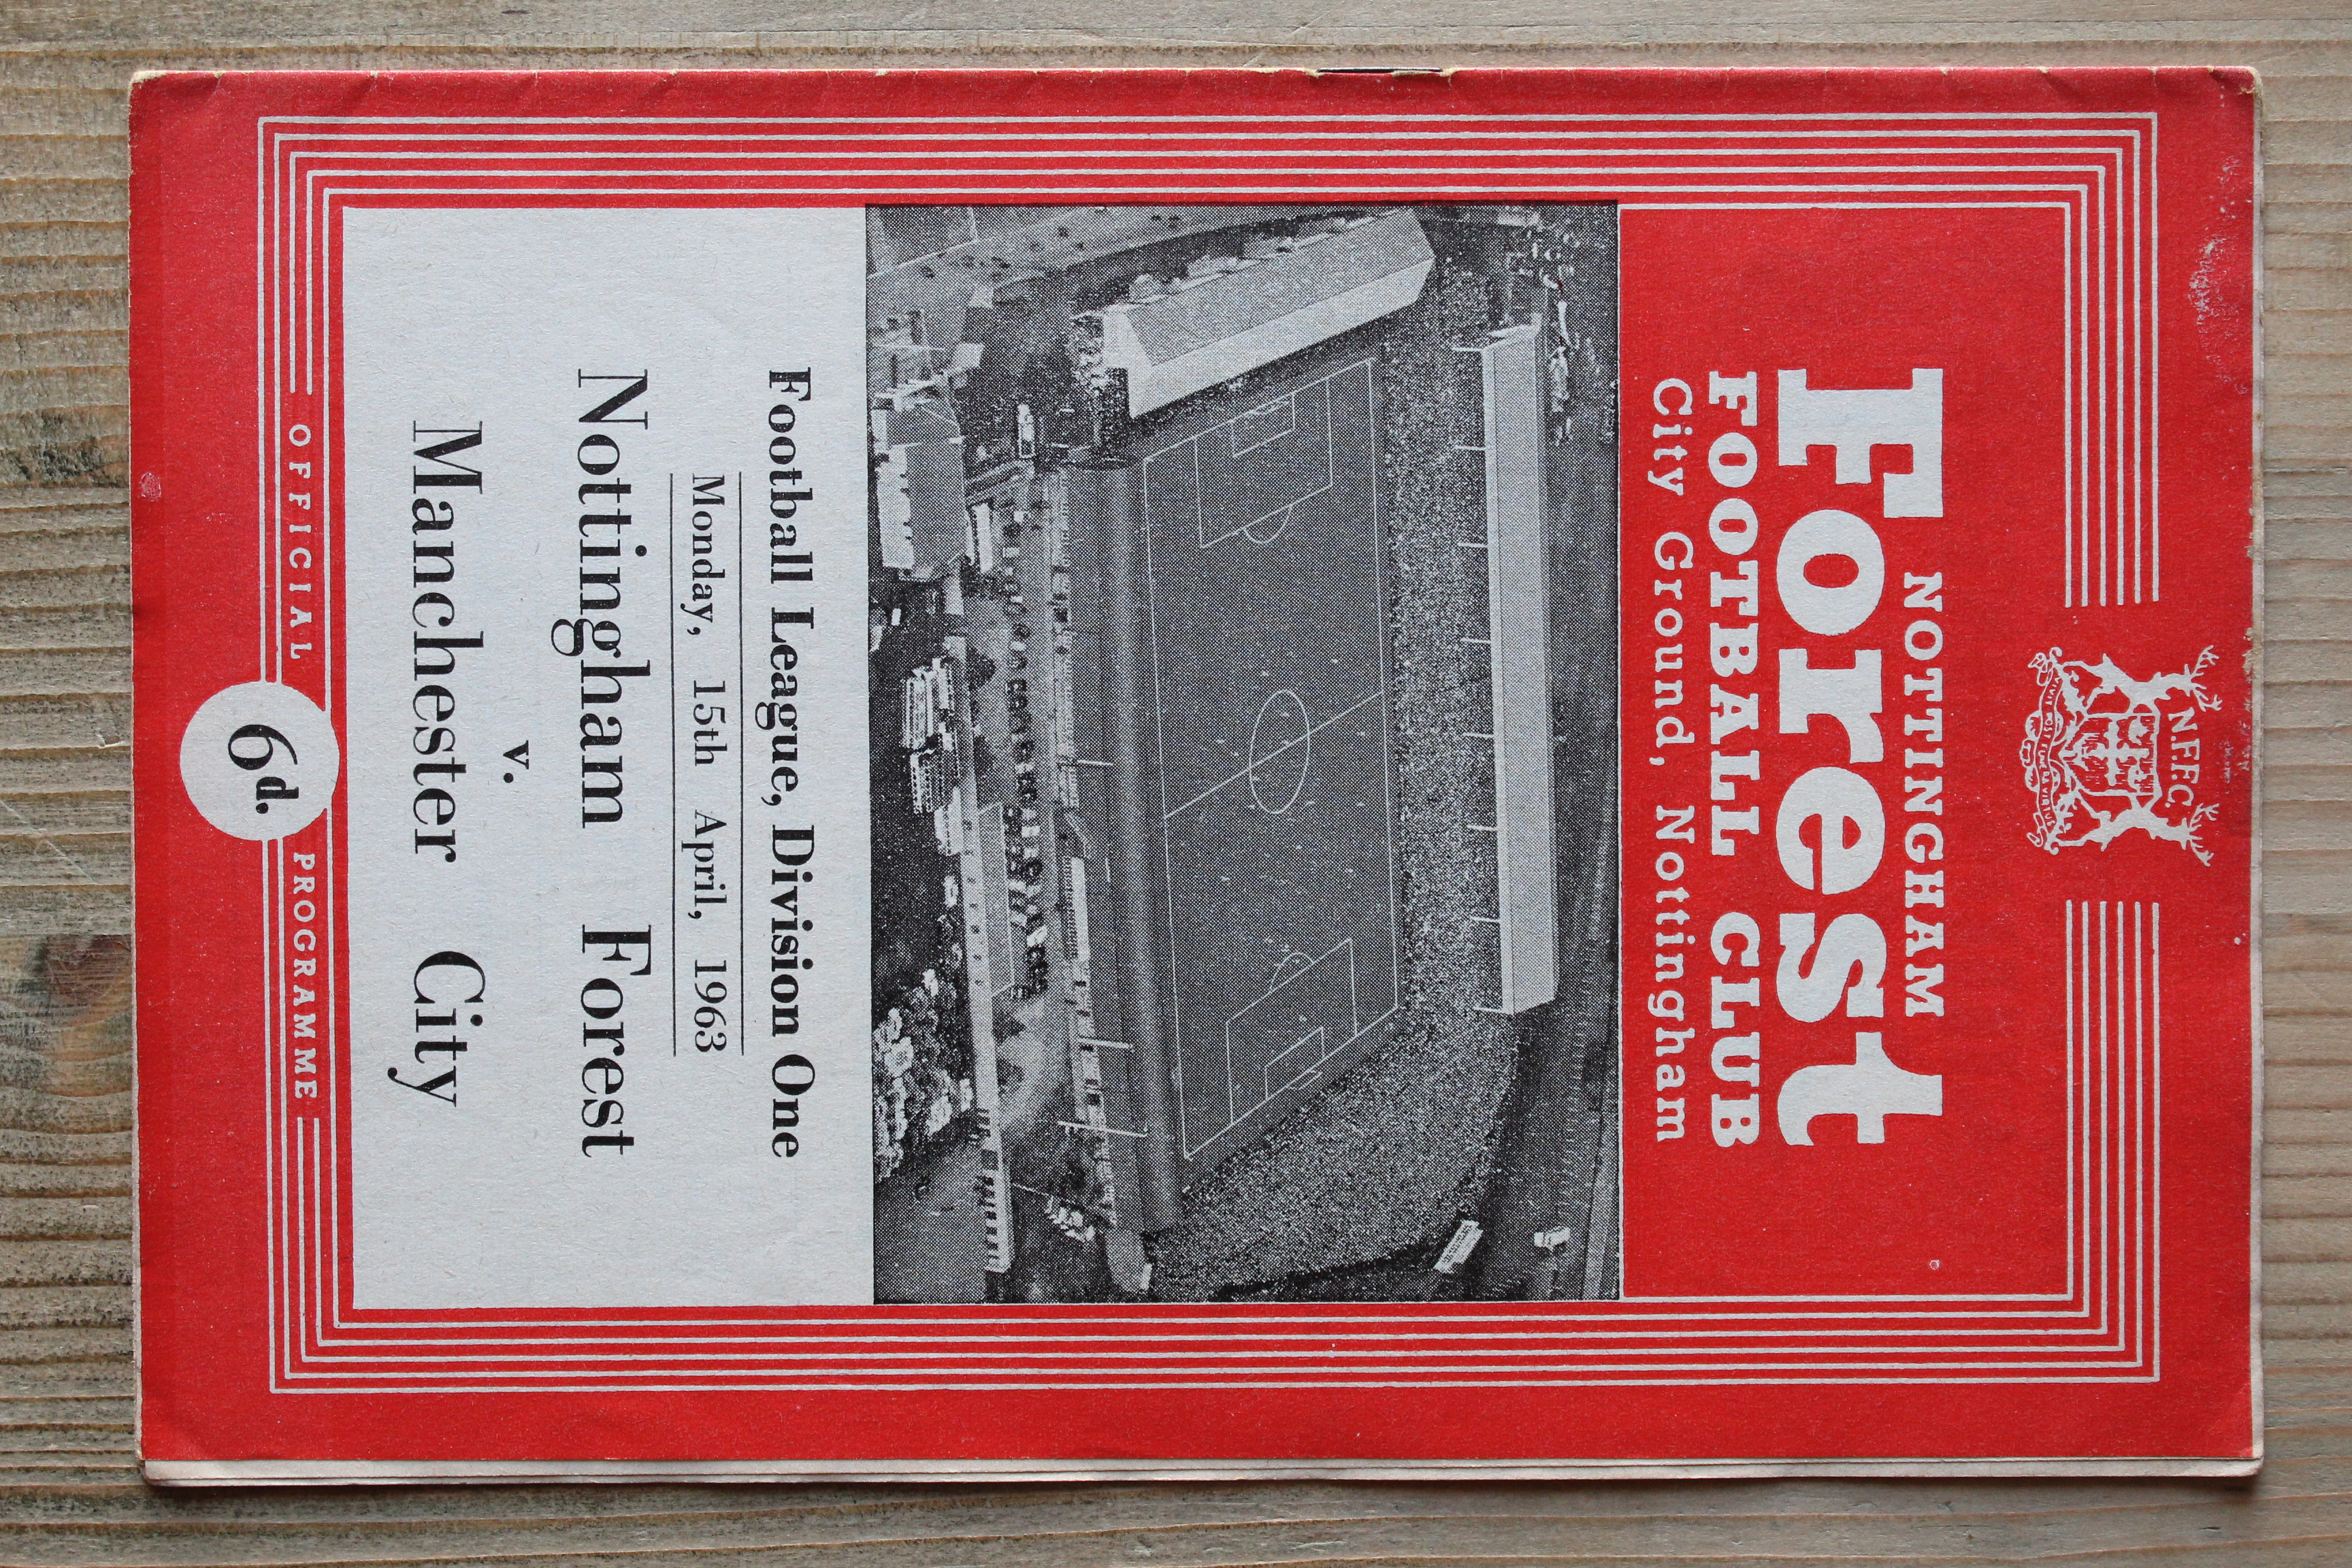 N.F.F.C.
NOTTINGHAM
Forest
FOOTBALL CLUB
City Ground, Nottingham
Football League, Division One
Monday, 15th April, 1963
Nottingham Forest
v.
Manchester City
OFFICIAL 6d. PROGRAMME